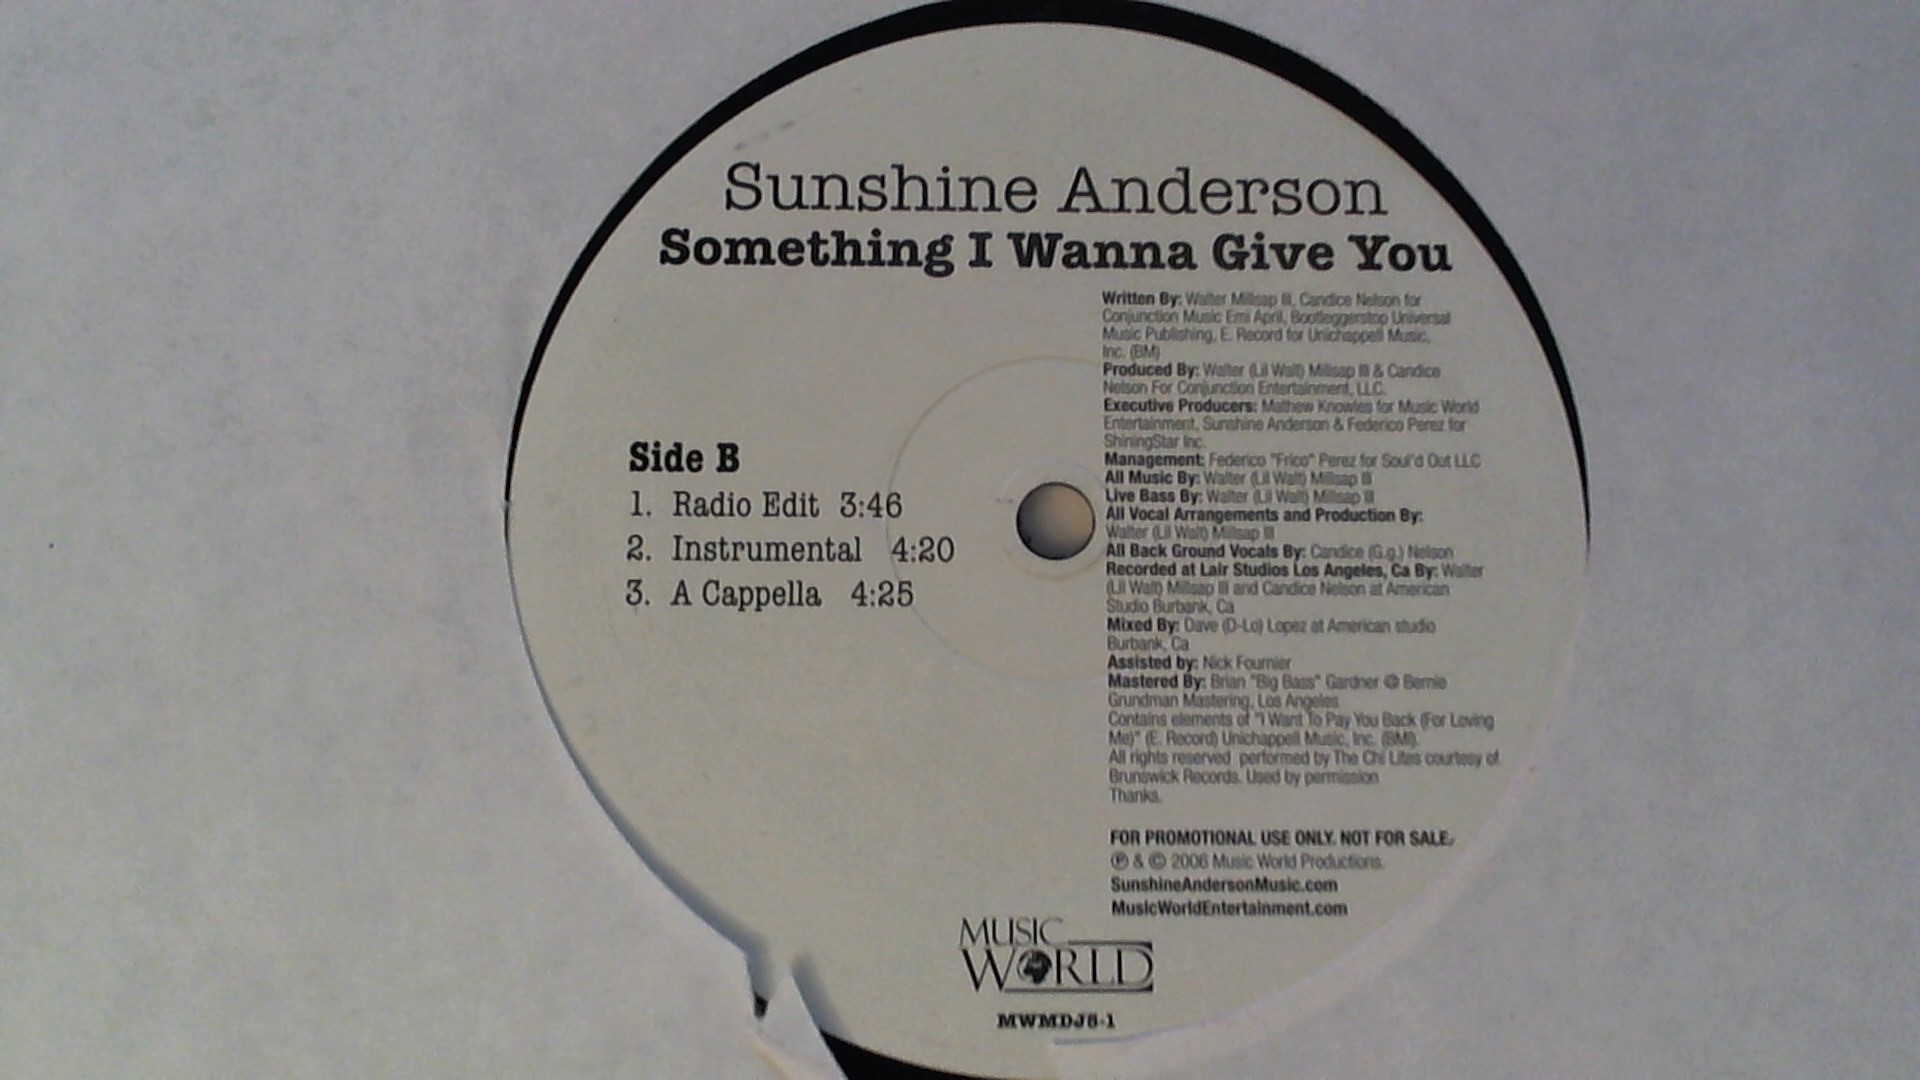 Sunshine Anderson
Something I Wanna Give You
Side B
1. Radio Edit 3:46
2. Instrumental 4:20
3. A Cappella 4:25
Written By: Walter Millsap III, Candice Nelson for
Conjunction Music Emi April, Bootleggerstop Universal
Music Publishing, E. Record for Unichappell Music,
Inc. (BM)
Produced By: Walter (Lil Walt) Millsap III & Candice
Nelson For Conjunction Entertainment, LLC.
Executive Producers: Mathew Knowles for Music World
Entertainment, Sunshine Anderson & Federico Perez for
ShiningStar Inc.
Management: Federico "Frico" Perez for Soul'd Out LLC
All Music By: Walter (Lil Walt) Millsap III
Live Bass By: Walter (Lil Walt) Millsap III
All Vocal Arrangements and Production By:
Walter (Lil Walt) Millsap III
All Back Ground Vocals By: Candice (G.g.) Nelson
Recorded at Lair Studios Los Angeles, Ca By: Walter
(Lil Walt) Millsap III and Candice Nelson at American
Studio Burbank, Ca
Mixed By: Dave (D-Lo) Lopez at American studio
Burbank, Ca
Assisted by: Nick Fournier
Mastered By: Brian "Big Bass" Gardner @ Bernie
Grundman Mastering, Los Angeles
Contains elements of "I Want To Pay You Back (For Loving
Me)" (E. Record) Unichappell Music, Inc. (BMI).
All rights reserved performed by The Chi Lites courtesy of
Brunswick Records. Used by permission
Thanks.
FOR PROMOTIONAL USE ONLY. NOT FOR SALE.
℗ & © 2006 Music World Productions.
SunshineAndersonMusic.com
MusicWorldEntertainment.com
MUSIC
WORLD